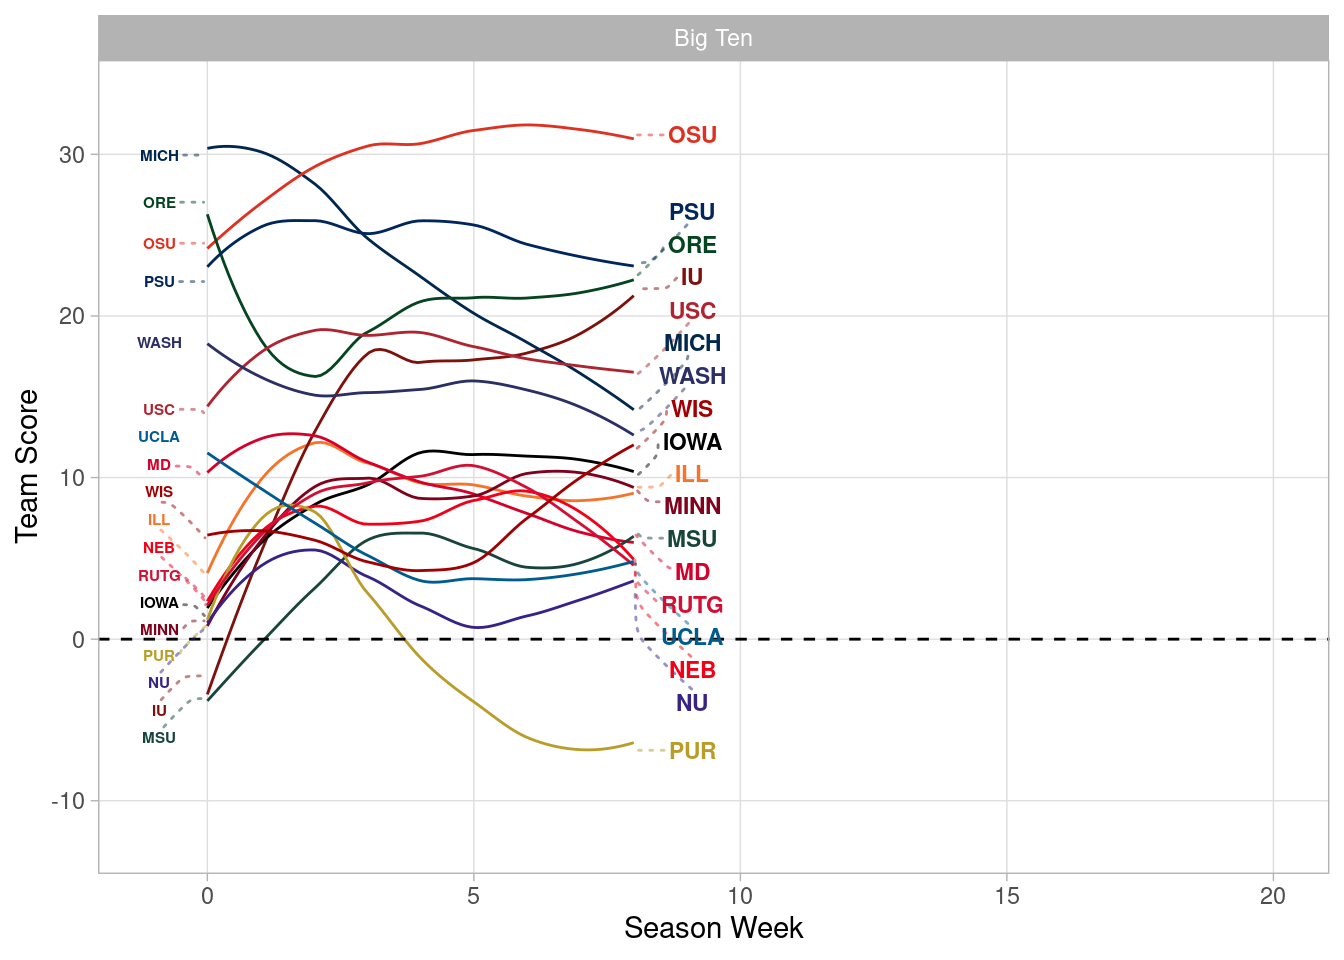 Big Ten
Team Score
30
20
10
0
-10
MICH
ORE
OSU
PSU
WASH
USC
UCLA
MD
WIS
ILL
NEB
RUTG
IOWA
MINN
PUR
NU
IU
MSU
OSU
PSU
ORE
IU
USC
MICH
WASH
WIS
IOWA
ILL
MINN
MSU
MD
RUTG
UCLA
NEB
NU
PUR
0 5 10 15 20
Season Week